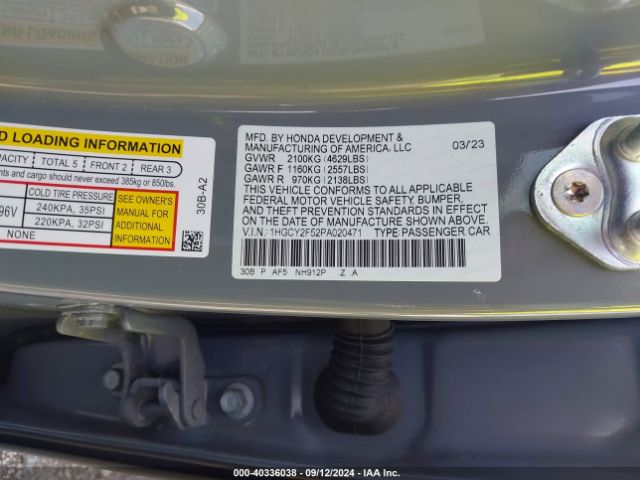 D LOADING INFORMATION
APACITY TOTAL 5 FRONT 2 REAR 3
nts and cargo should never exceed 385kg or 850lbs.
COLD TIRE PRESSURE
96V 240KPA, 35PSI
220KPA, 32PSI
NONE
SEE OWNER'S
MANUAL FOR
ADDITIONAL
INFORMATION
30B-A2
MFD. BY HONDA DEVELOPMENT &
MANUFACTURING OF AMERICA, LLC 03/23
GVWR 2100KG(4629LBS)
GAWR F 1160KG(2557LBS)
GAWR R 970KG(2138LBS)
THIS VEHICLE CONFORMS TO ALL APPLICABLE
FEDERAL MOTOR VEHICLE SAFETY, BUMPER,
AND THEFT PREVENTION STANDARDS IN EFFECT
ON THE DATE OF MANUFACTURE SHOWN ABOVE.
V.I.N.: 1HGCY2F52PA020471 TYPE PASSENGER CAR
30B P AF5 NH912P .Z .A
000-40336038 - 09/12/2024 - IAA Inc.